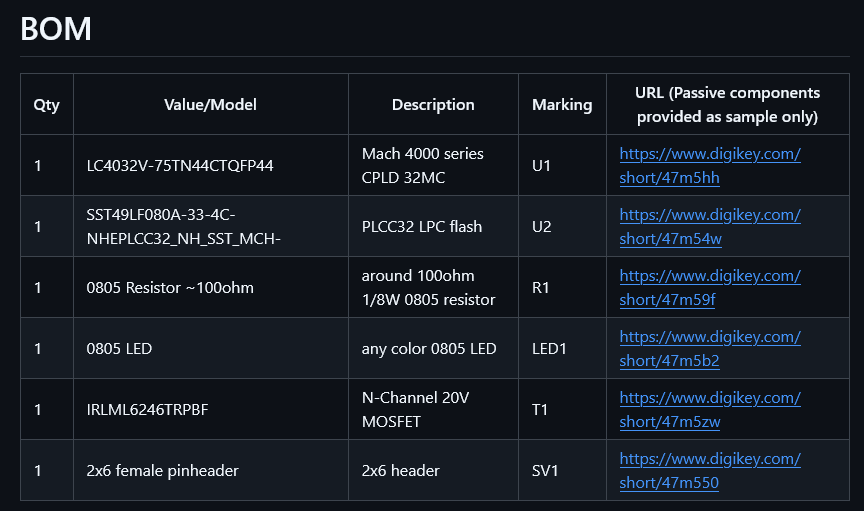 BOM
Qty Value/Model Description Marking URL (Passive components
provided as sample only)
1 LC4032V-75TN44CTQFP44 Mach 4000 series
CPLD 32MC U1 https://www.digikey.com/
short/47m5hh
1 SST49LF080A-33-4C-
NHEPLCC32_NH_SST_MCH- PLCC32 LPC flash U2 https://www.digikey.com/
short/47m54w
1 0805 Resistor ~100ohm around 100ohm
1/8W 0805 resistor R1 https://www.digikey.com/
short/47m59f
1 0805 LED any color 0805 LED LED1 https://www.digikey.com/
short/47m5b2
1 IRLML6246TRPBF N-Channel 20V
MOSFET T1 https://www.digikey.com/
short/47m5zw
1 2x6 female pinheader 2x6 header SV1 https://www.digikey.com/
short/47m550